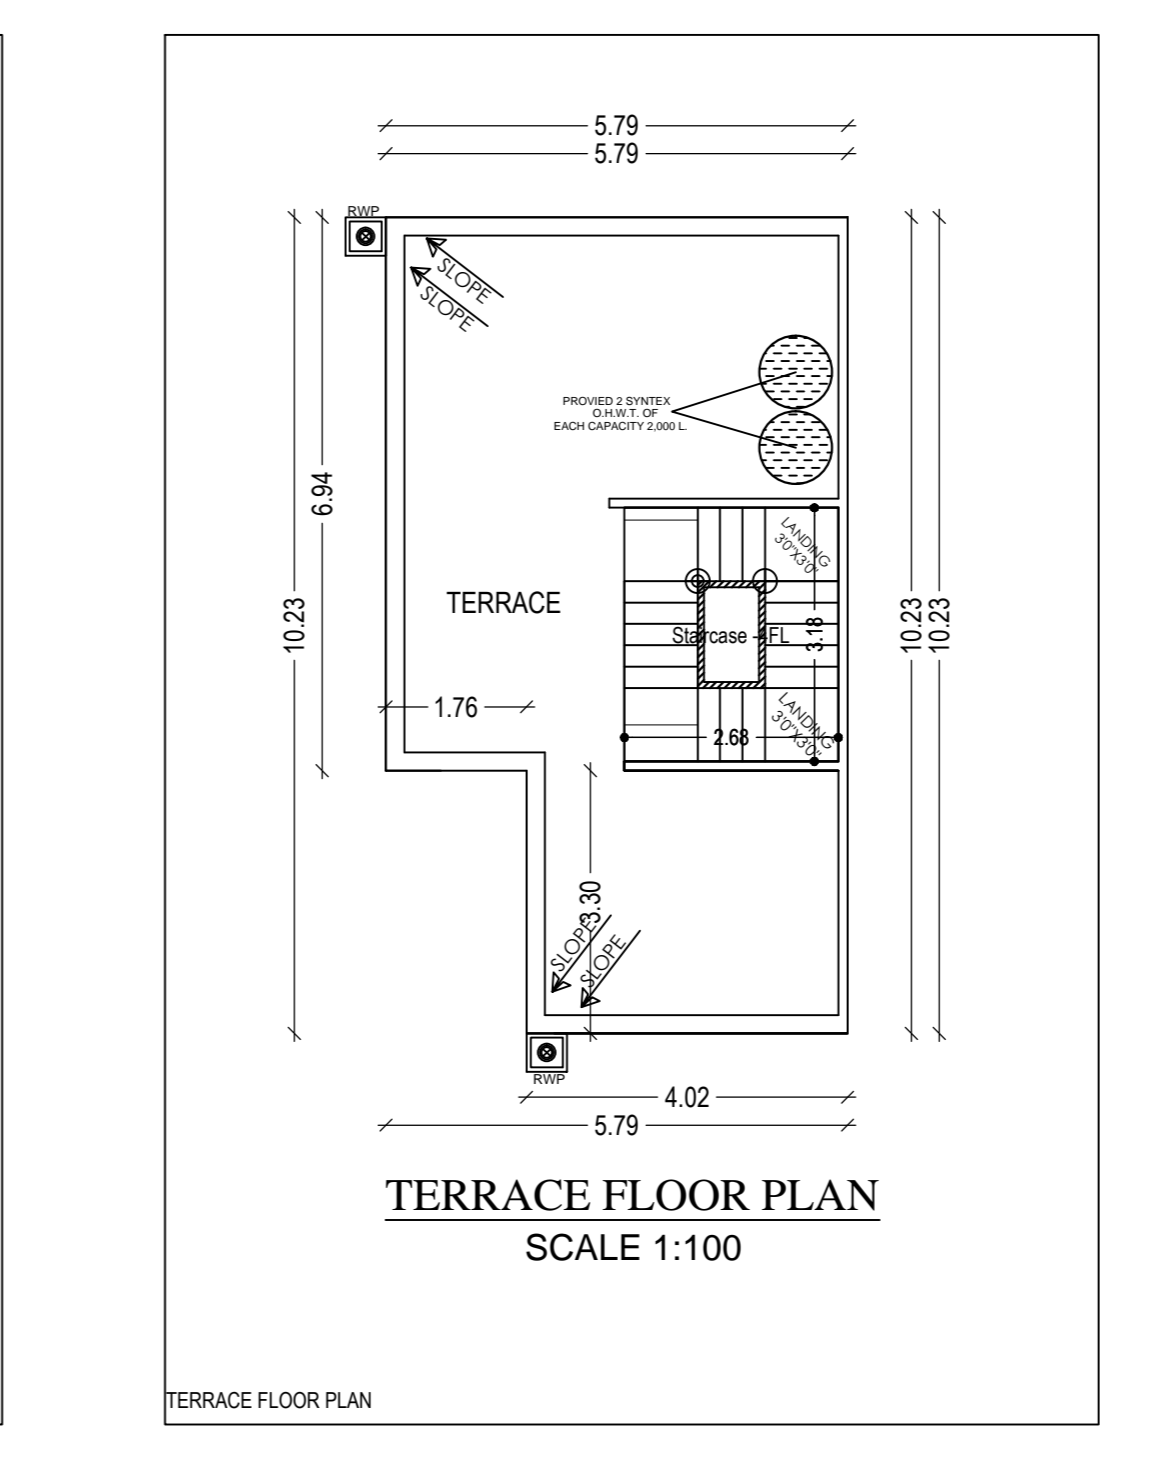 5.79
5.79
RWP
SLOPE
SLOPE
PROVIED 2 SYNTEX
O.H.W.T. OF
EACH CAPACITY 2,000 L.
6.94
10.23
10.23
10.23
LANDING
3'0"X3'0"
TERRACE
Staircase -4FL
3.18
1.76
LANDING
3'0"X3'0"
2.68
3.30
SLOPE
SLOPE
RWP
4.02
5.79
TERRACE FLOOR PLAN
SCALE 1:100
TERRACE FLOOR PLAN